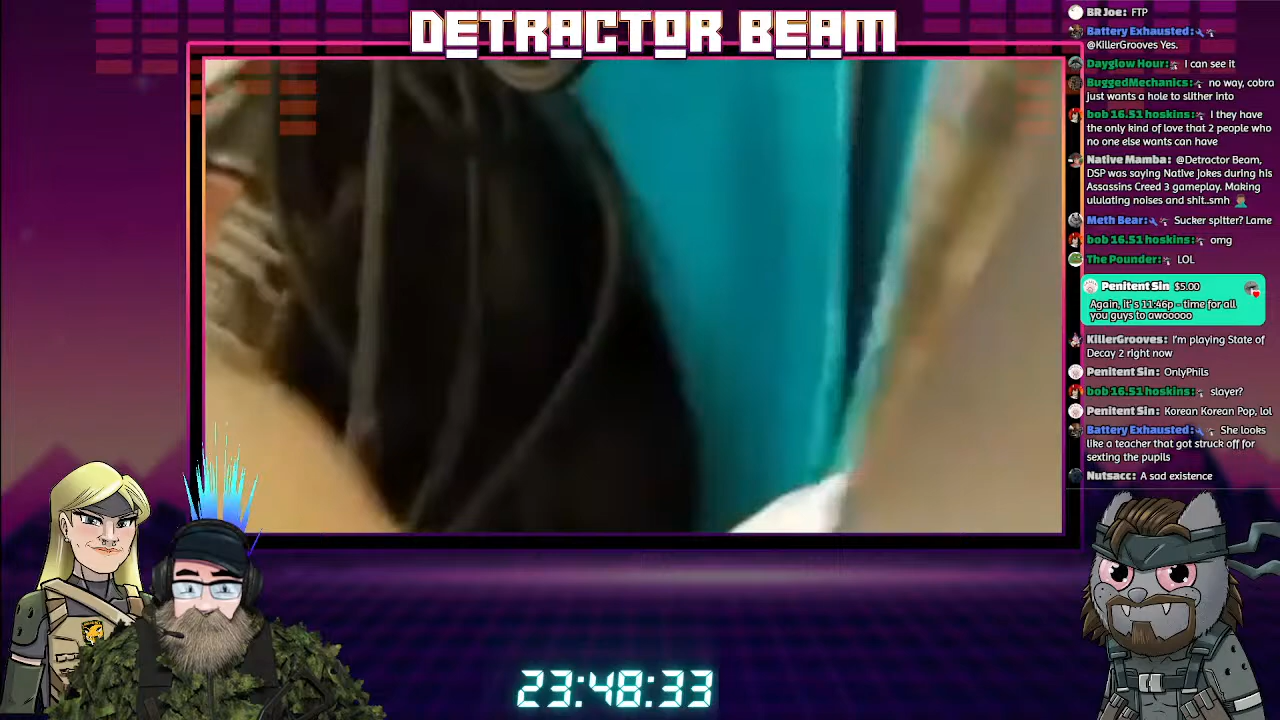 DETRACTOR BEAM
BR Joe: FTP
Battery Exhausted:
@KillerGrooves Yes.
Dayglow Hour: I can see it
BuggedMechanics: no way, cobra
just wants a hole to slither into
bob 16.51 hoskins: I they have
the only kind of love that 2 people who
no one else wants can have
Native Mamba: @Detractor Beam,
DSP was saying Native jokes during his
Assassins Creed 3 gameplay. Making
ululating noises and shit..smh
Meth Bear: Sucker spitter? Lame
bob 16.51 hoskins: omg
The Pounder: LOL
Penitent Sin $5.00
Again, it's 11:46p - time for all
you guys to awooooo
KillerGrooves: I'm playing State of
Decay 2 right now
Penitent Sin: OnlyPhils
bob 16.51 hoskins: slayer?
Penitent Sin: Korean Korean Pop, lol
Battery Exhausted: She looks
like a teacher that got struck off for
sexting the pupils
Nutsacc: A sad existence
23:48:33